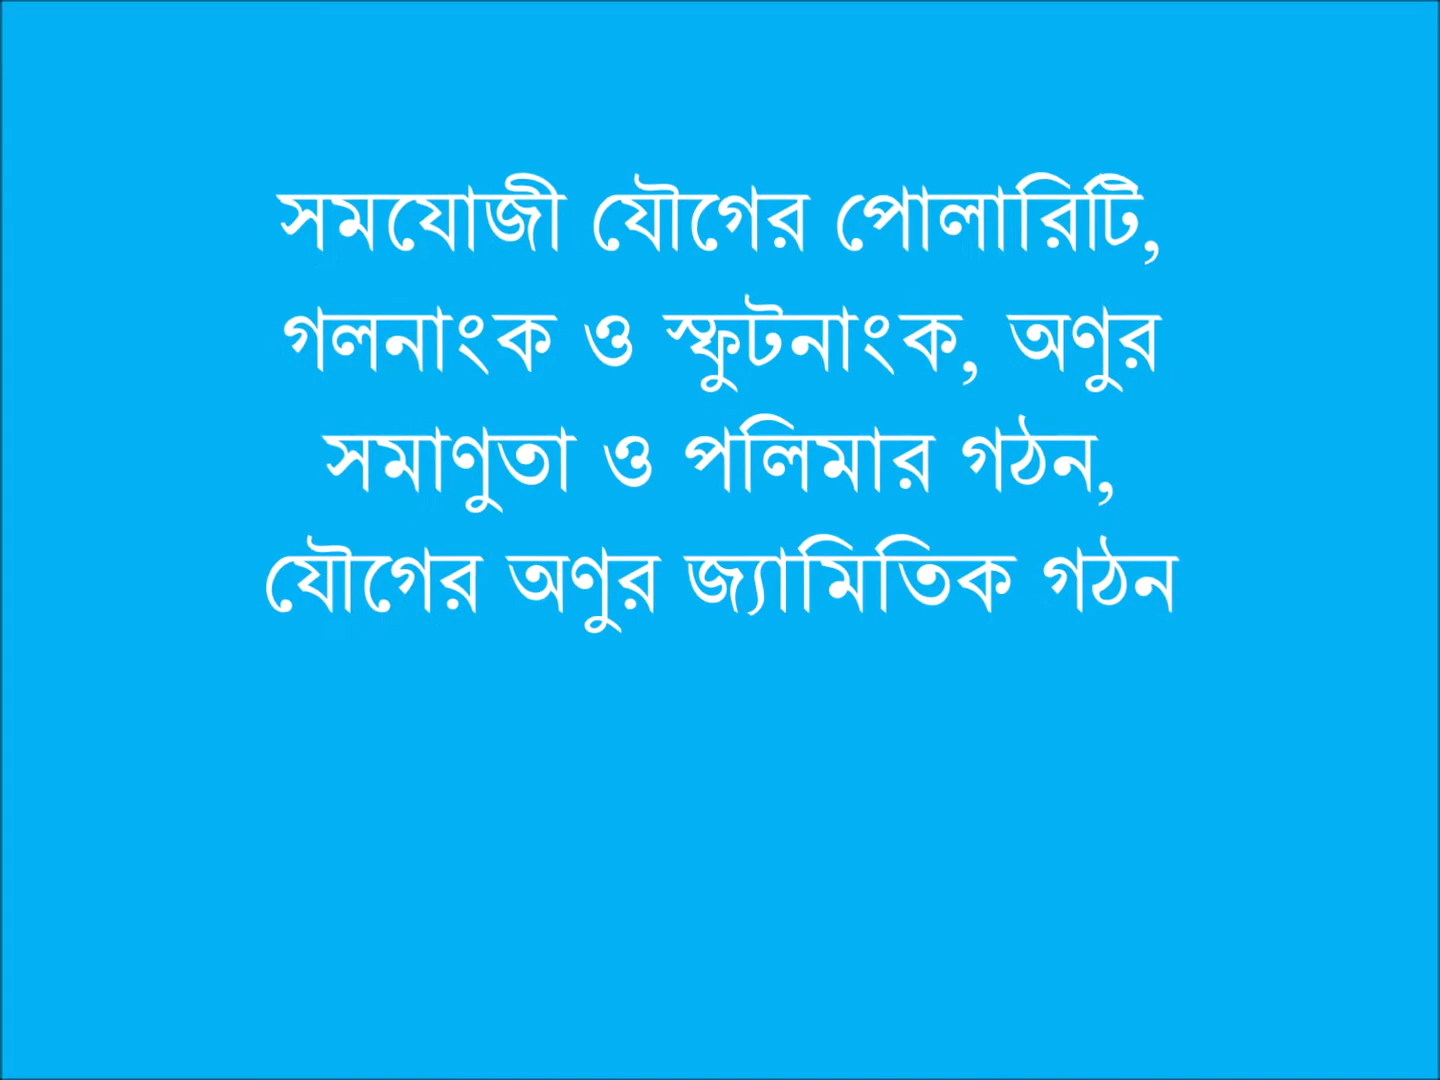 সমযোজী যৌগের পোলারিটি,
গলনাংক ও স্ফুটনাংক, অণুর
সমাণুতা ও পলিমার গঠন,
যৌগের অণুর জ্যামিতিক গঠন